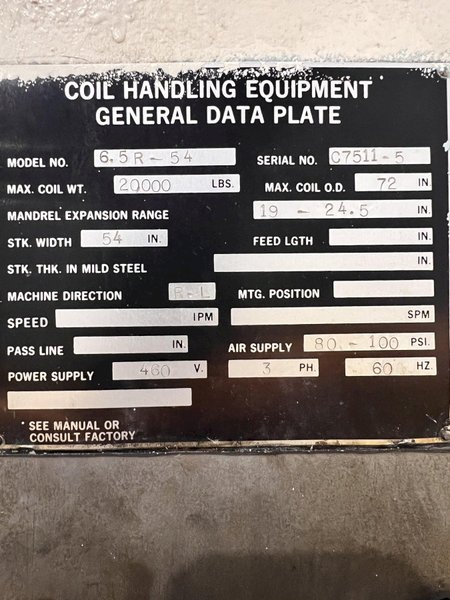 COIL HANDLING EQUIPMENT
GENERAL DATA PLATE
MODEL NO. 6.5R-54 SERIAL NO. C7511-5
MAX. COIL WT. 20000 LBS. MAX. COIL O.D. 72 IN.
MANDREL EXPANSION RANGE 19 - 24.5 IN.
STK. WIDTH 54 IN. FEED LGTH IN.
STK. THK. IN MILD STEEL IN.
MACHINE DIRECTION R-L MTG. POSITION
SPEED IPM SPM
PASS LINE IN. AIR SUPPLY 80 - 100 PSI.
POWER SUPPLY 460 V. 3 PH. 60 HZ.
* SEE MANUAL OR
CONSULT FACTORY